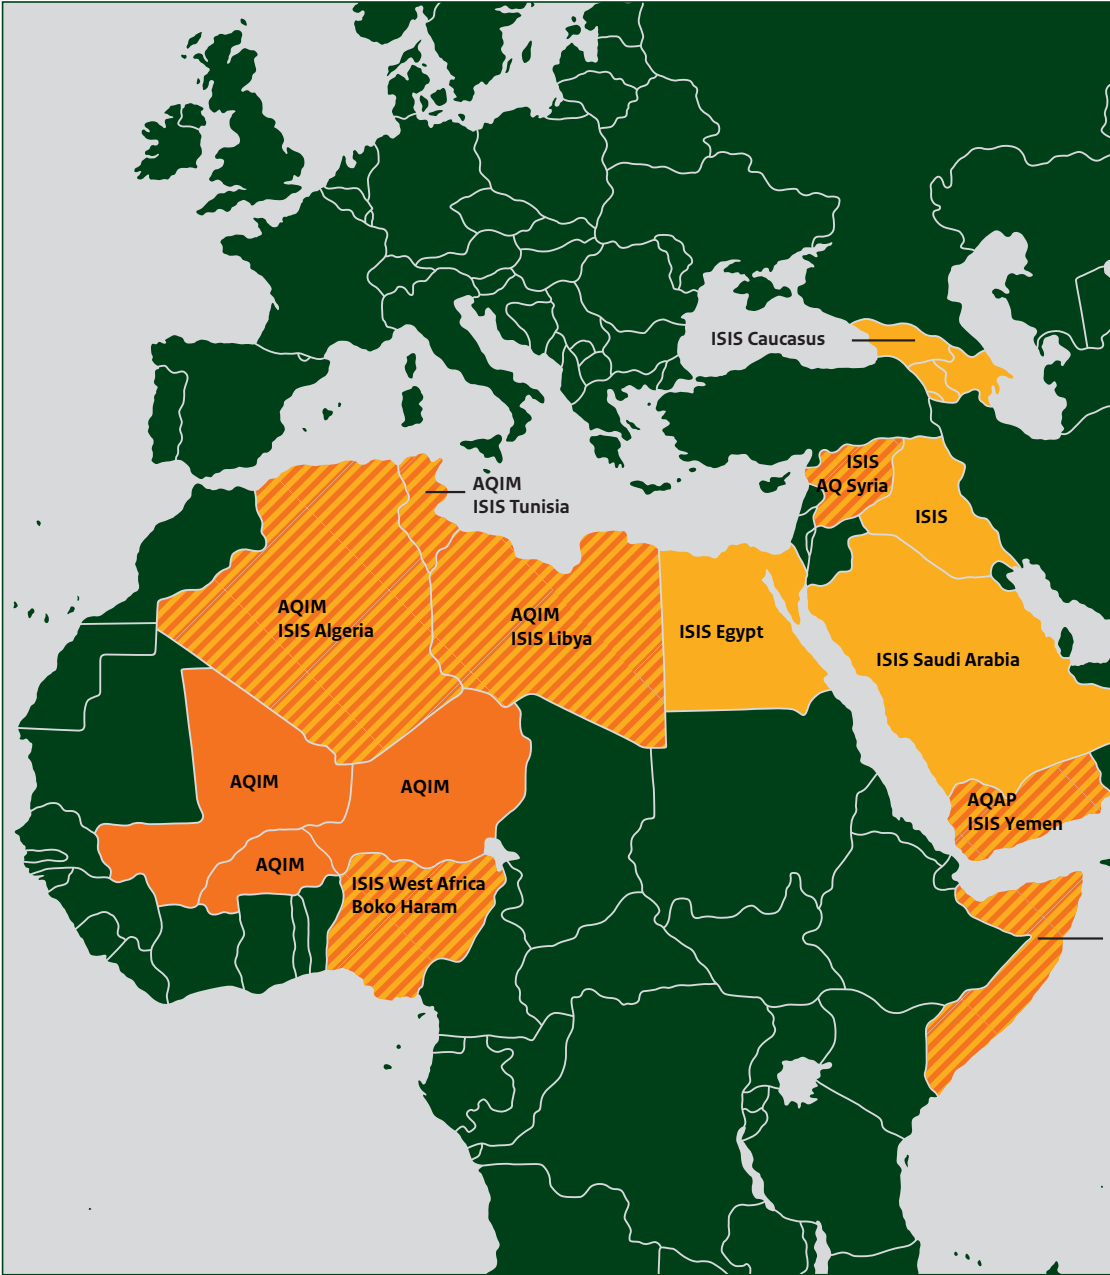 ISIS Caucasus
ISIS
AQ Syria
AQIM
ISIS Tunisia
ISIS
AQIM
ISIS Algeria
AQIM
ISIS Libya
ISIS Egypt
ISIS Saudi Arabia
AQIM
AQIM
AQAP
ISIS Yemen
AQIM
ISIS West Africa
Boko Haram